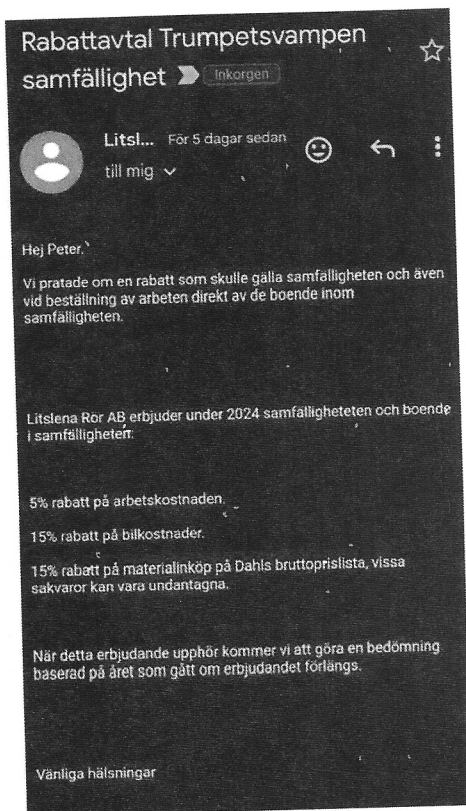 Rabattavtal Trumpetsvampen
samfällighet Inkorgen
Litsl... För 5 dagar sedan
till mig
Hej Peter.
Vi pratade om en rabatt som skulle gälla samfälligheten och även
vid beställning av arbeten direkt av de boende inom
samfälligheten.
Litslena Rör AB erbjuder under 2024 samfälligheteten och boende
i samfälligheten:
5% rabatt på arbetskostnaden.
15% rabatt på bilkostnader.
15% rabatt på materialinköp på Dahls bruttoprislista, vissa
sakvaror kan vara undantagna.
När detta erbjudande upphör kommer vi att göra en bedömning
baserad på året som gått om erbjudandet förlängs.
Vänliga hälsningar